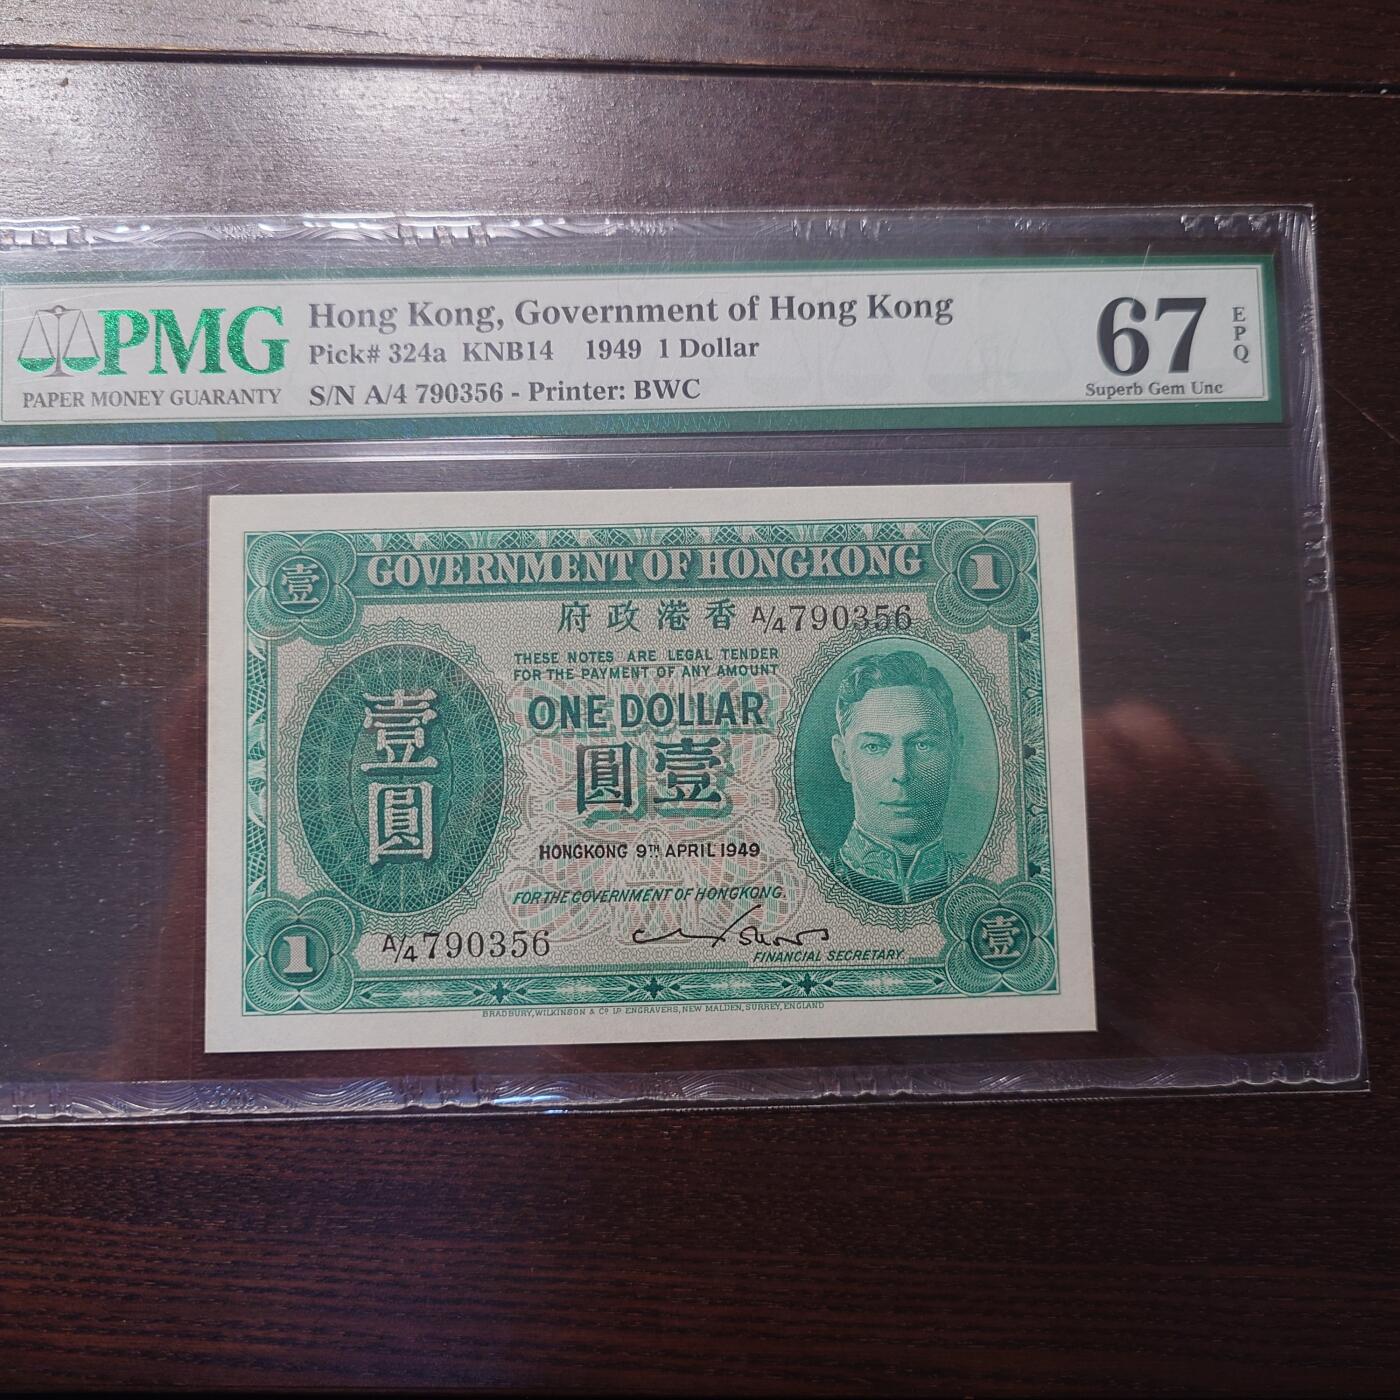 PMG
PAPER MONEY GUARANTY
Hong Kong, Government of Hong Kong
Pick# 324a KNB14 1949 1 Dollar
S/N A/4 790356 - Printer: BWC
67
EPQ
Superb Gem Unc
壹
GOVERNMENT OF HONGKONG
1
府政港香
A/4 790356
THESE NOTES ARE LEGAL TENDER
FOR THE PAYMENT OF ANY AMOUNT
ONE DOLLAR
圓壹
壹圓
HONGKONG 9TH APRIL 1949
FOR THE GOVERNMENT OF HONGKONG
A/4 790356
FINANCIAL SECRETARY.
1
壹
BRADBURY, WILKINSON & Co. Ld. ENGRAVERS, NEW MALDEN, SURREY, ENGLAND